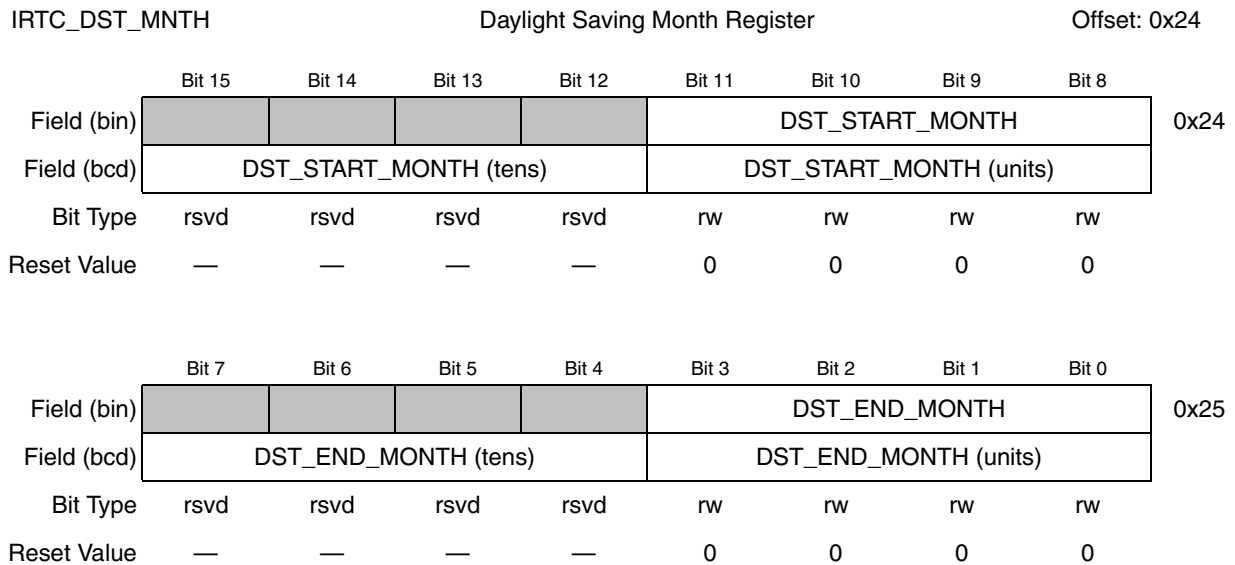 IRTC_DST_MNTH Daylight Saving Month Register Offset: 0x24
Bit 15 Bit 14 Bit 13 Bit 12 Bit 11 Bit 10 Bit 9 Bit 8
Field (bin) DST_START_MONTH 0x24
Field (bcd) DST_START_MONTH (tens) DST_START_MONTH (units)
Bit Type rsvd rsvd rsvd rsvd rw rw rw rw
Reset Value — — — — 0 0 0 0
Bit 7 Bit 6 Bit 5 Bit 4 Bit 3 Bit 2 Bit 1 Bit 0
Field (bin) DST_END_MONTH 0x25
Field (bcd) DST_END_MONTH (tens) DST_END_MONTH (units)
Bit Type rsvd rsvd rsvd rsvd rw rw rw rw
Reset Value — — — — 0 0 0 0